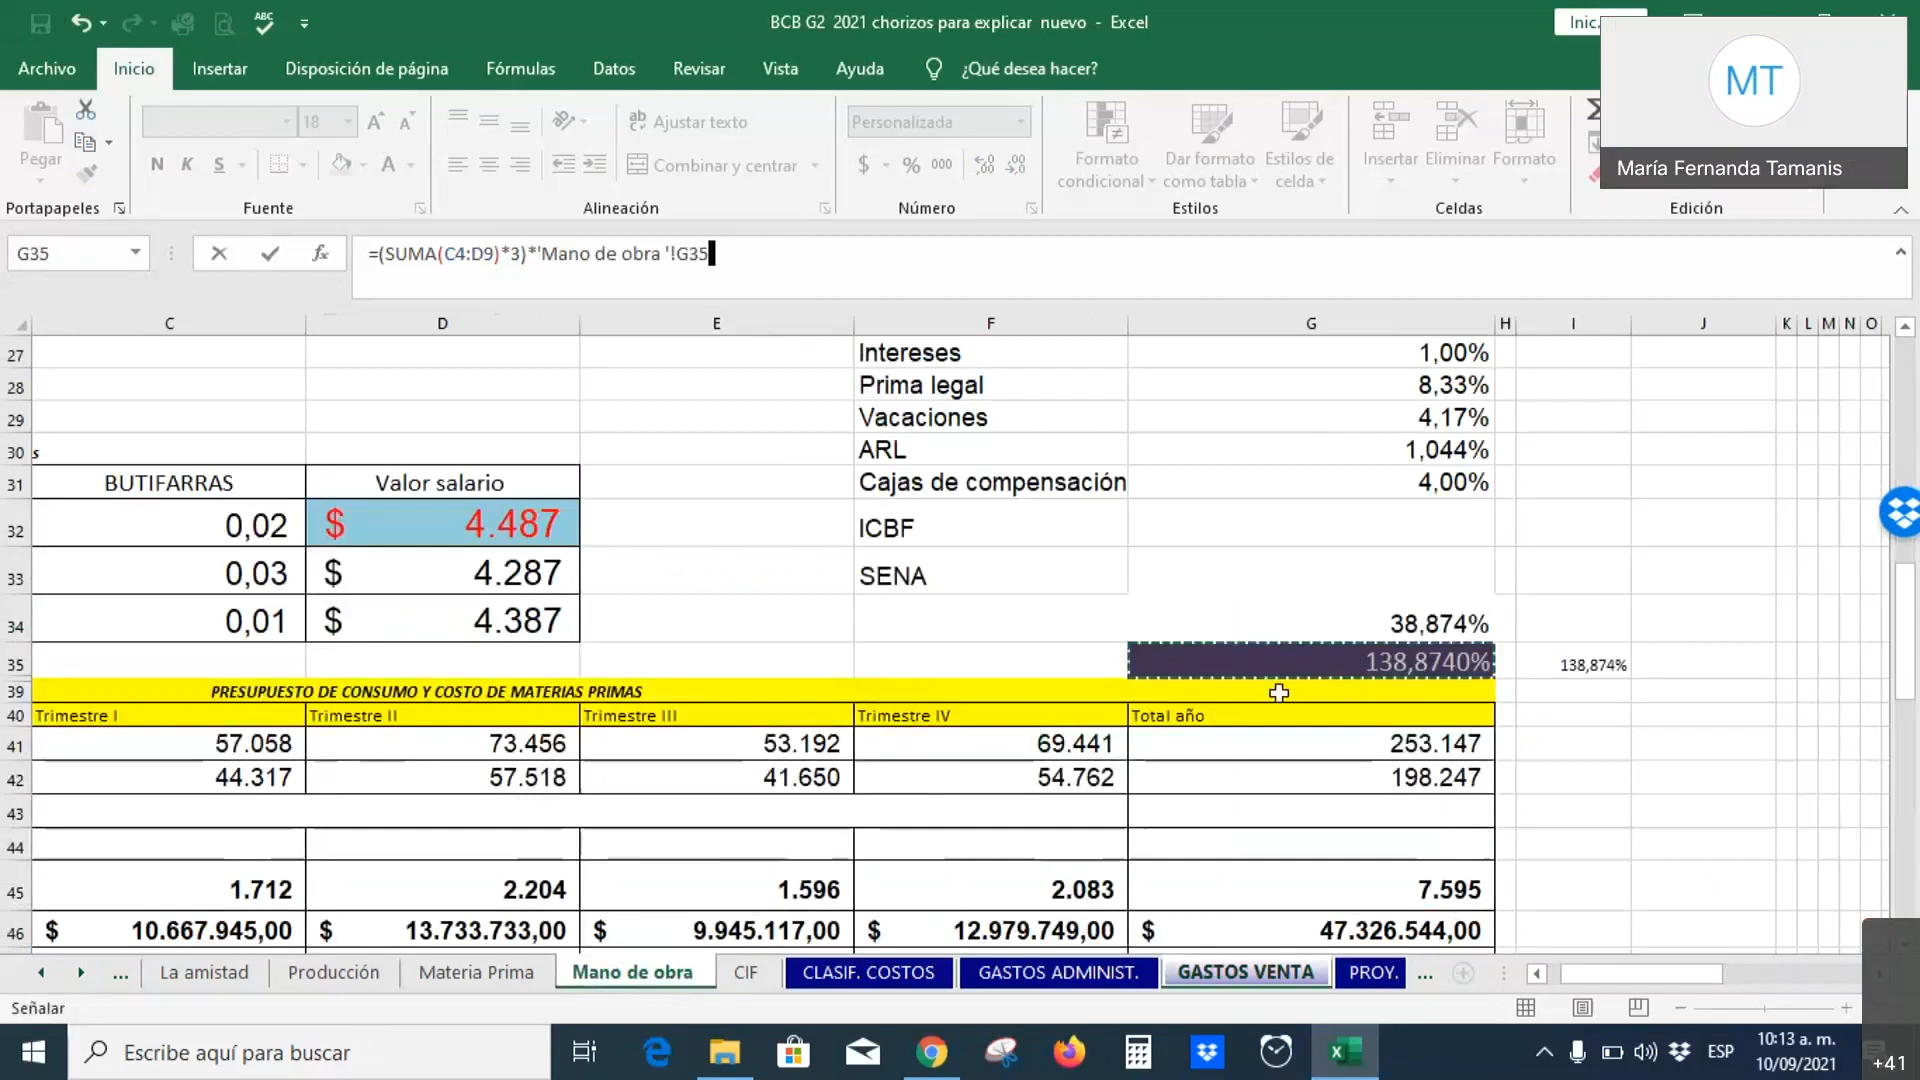 ABC
BCB G2 2021 chorizos para explicar nuevo - Excel
Inic
Archivo Inicio Insertar Disposición de página Fórmulas Datos Revisar Vista Ayuda ¿Qué desea hacer?
MT
María Fernanda Tamanis
Pegar
18
Ajustar texto
Personalizada
N K S
Combinar y centrar
$ % 000
Formato condicional
Dar formato como tabla
Estilos de celda
Insertar Eliminar Formato
Portapapeles Fuente Alineación Número Estilos Celdas Edición
G35 fx =(SUMA(C4:D9)*3)*'Mano de obra '!G35
C D E F G H I J K L M N O
27 Intereses 1,00%
28 Prima legal 8,33%
29 Vacaciones 4,17%
30 s ARL 1,044%
31 BUTIFARRAS Valor salario Cajas de compensación 4,00%
32 0,02 $ 4.487 ICBF
33 0,03 $ 4.287 SENA
34 0,01 $ 4.387 38,874%
35 138,8740% 138,874%
39 PRESUPUESTO DE CONSUMO Y COSTO DE MATERIAS PRIMAS
40 Trimestre I Trimestre II Trimestre III Trimestre IV Total año
41 57.058 73.456 53.192 69.441 253.147
42 44.317 57.518 41.650 54.762 198.247
43
44
45 1.712 2.204 1.596 2.083 7.595
46 $ 10.667.945,00 $ 13.733.733,00 $ 9.945.117,00 $ 12.979.749,00 $ 47.326.544,00
... La amistad Producción Materia Prima Mano de obra CIF CLASIF. COSTOS GASTOS ADMINIST. GASTOS VENTA PROY. ...
Señalar
Escribe aquí para buscar
ESP
10:13 a. m.
10/09/2021
+41